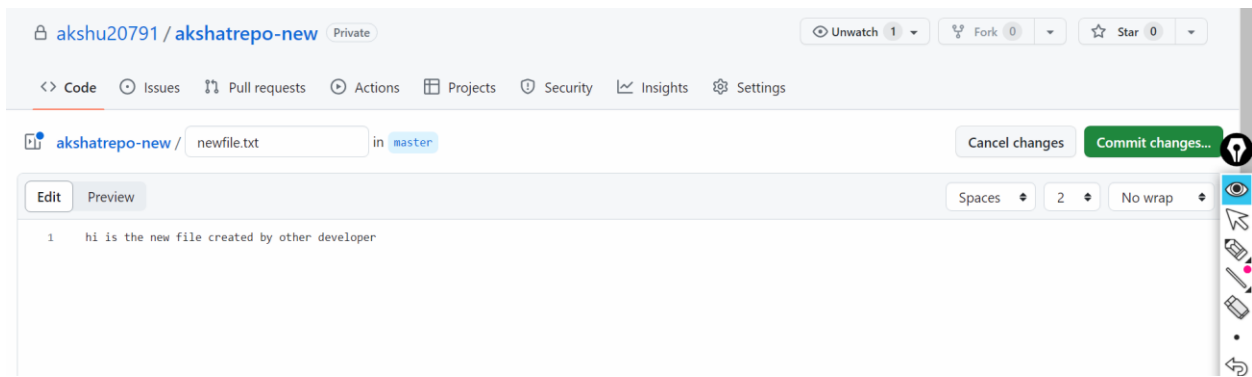 akshu20791 / akshatrepo-new Private Unwatch 1 Fork 0 Star 0
<> Code Issues Pull requests Actions Projects Security Insights Settings
akshatrepo-new / newfile.txt in master Cancel changes Commit changes...
Edit Preview Spaces 2 No wrap
1 hi is the new file created by other developer